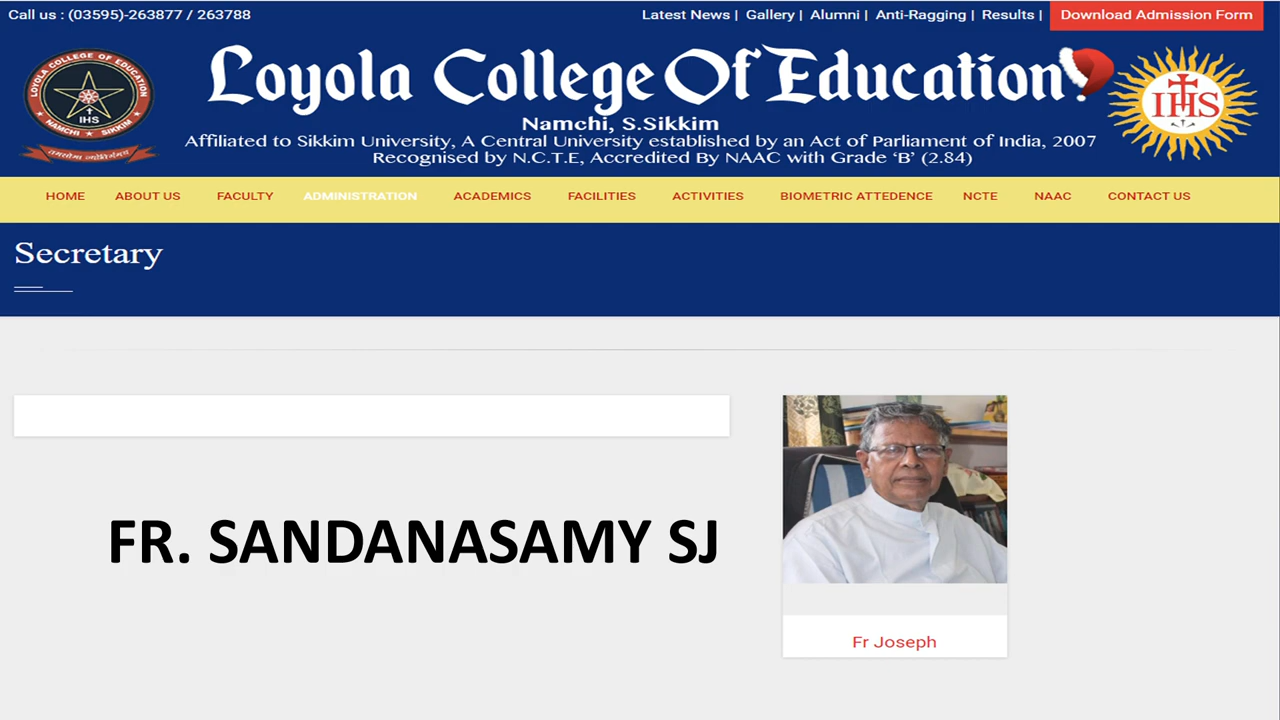 Call us : (03595)-263877 / 263788
Latest News | Gallery | Alumni | Anti-Ragging | Results | Download Admission Form
LOYOLA COLLEGE OF EDUCATION
IHS
★ NAMCHI ★ SIKKIM ★
तमसोमा ज्योतिर्गमय
Loyola College Of Education
IHS
Namchi, S.Sikkim
Affiliated to Sikkim University, A Central University established by an Act of Parliament of India, 2007
Recognised by N.C.T.E, Accredited By NAAC with Grade ‘B’ (2.84)
HOME ABOUT US FACULTY ADMINISTRATION ACADEMICS FACILITIES ACTIVITIES BIOMETRIC ATTEDENCE NCTE NAAC CONTACT US
Secretary
FR. SANDANASAMY SJ
Fr Joseph